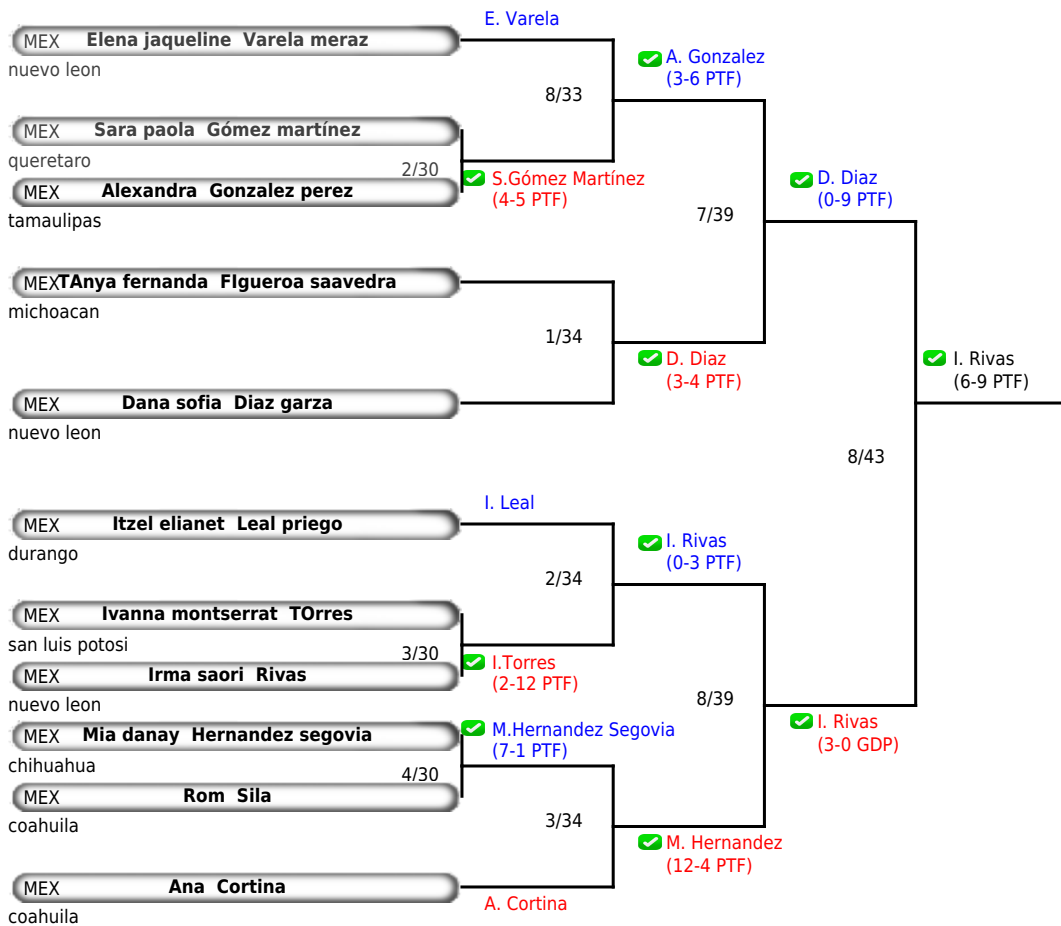 E. Varela
MEX Elena jaqueline Varela meraz
nuevo leon
A. Gonzalez
(3-6 PTF)
8/33
MEX Sara paola Gómez martínez
queretaro
2/30
S.Gómez Martínez
(4-5 PTF)
MEX Alexandra Gonzalez perez
tamaulipas
D. Diaz
(0-9 PTF)
7/39
MEX TAnya fernanda FIgueroa saavedra
michoacan
1/34
D. Diaz
(3-4 PTF)
I. Rivas
(6-9 PTF)
MEX Dana sofia Diaz garza
nuevo leon
8/43
I. Leal
MEX Itzel elianet Leal priego
durango
I. Rivas
(0-3 PTF)
2/34
MEX Ivanna montserrat TOrres
san luis potosi
3/30
I.Torres
(2-12 PTF)
MEX Irma saori Rivas
nuevo leon
8/39
I. Rivas
(3-0 GDP)
MEX Mia danay Hernandez segovia
chihuahua
M.Hernandez Segovia
(7-1 PTF)
4/30
MEX Rom Sila
coahuila
3/34
M. Hernandez
(12-4 PTF)
MEX Ana Cortina
coahuila
A. Cortina